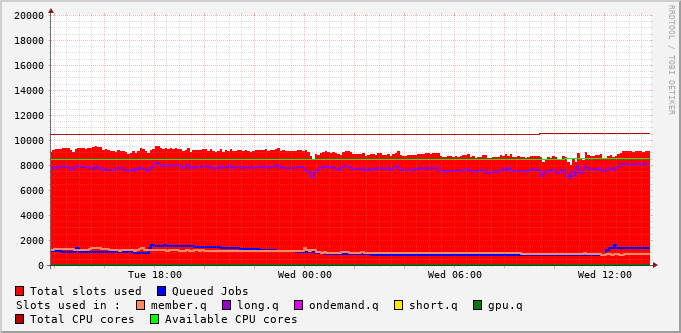 20000
18000
16000
14000
12000
10000
8000
6000
4000
2000
0
Tue 18:00 Wed 00:00 Wed 06:00 Wed 12:00
RRDTOOL / TOBI OETIKER
Total slots used Queued Jobs
Slots used in : member.q long.q ondemand.q short.q gpu.q
Total CPU cores Available CPU cores